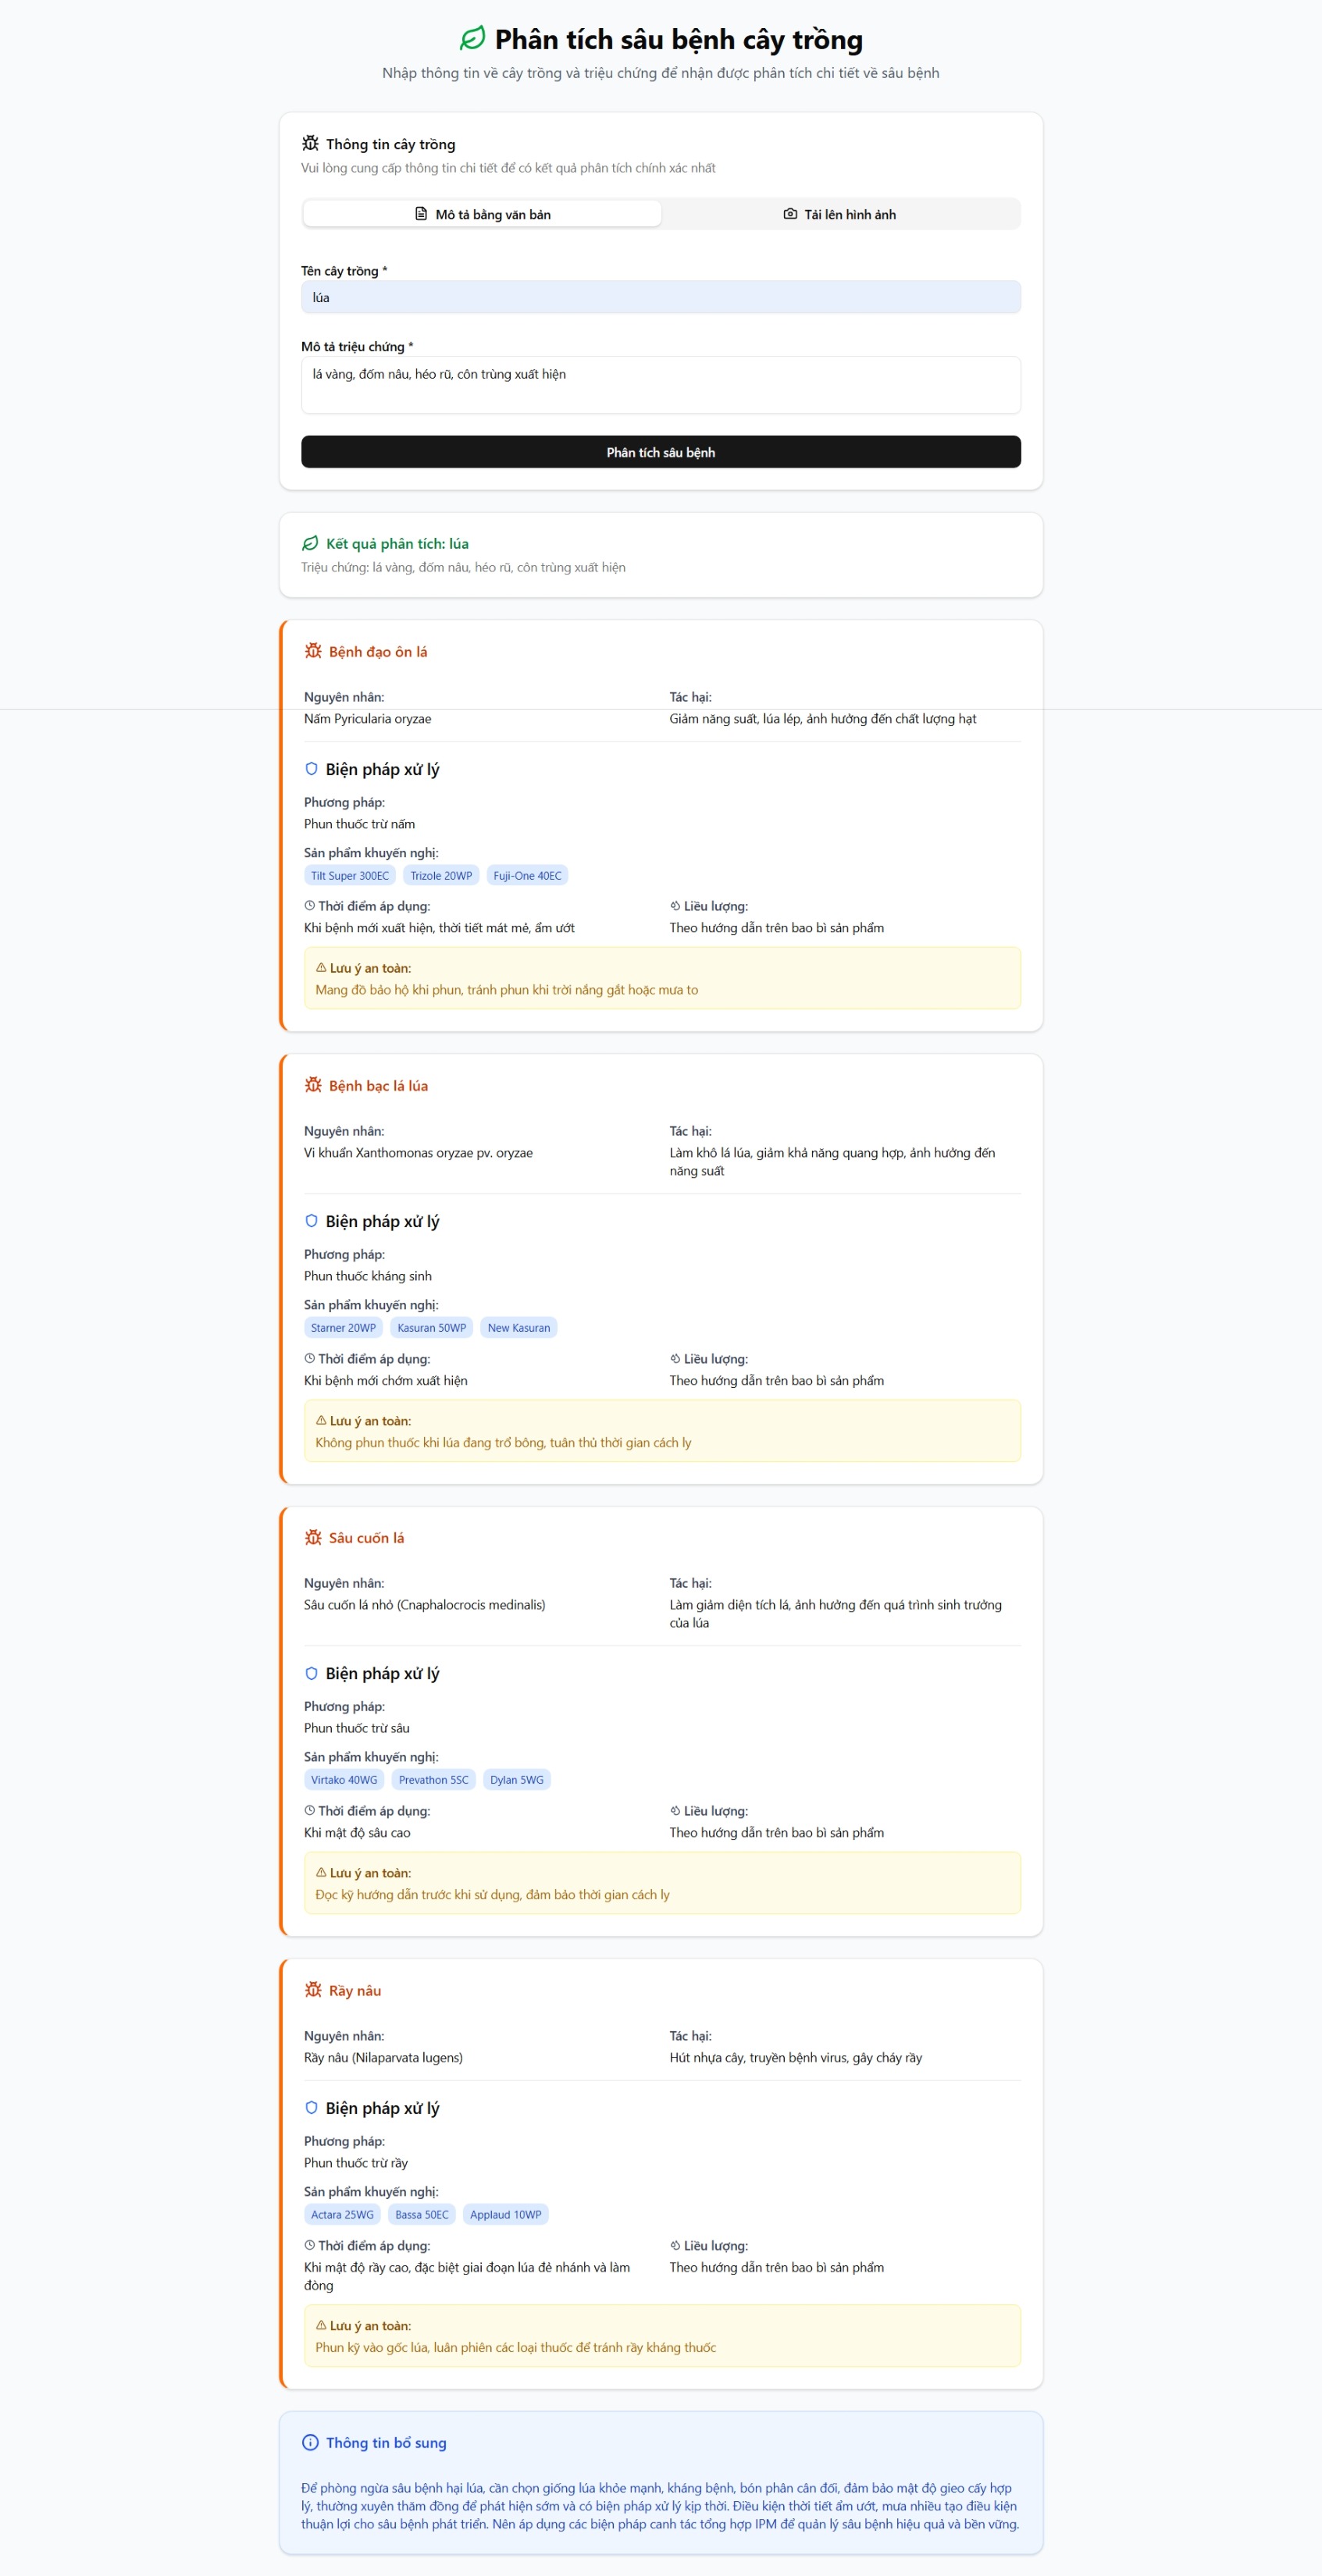 Phân tích sâu bệnh cây trồng
Nhập thông tin về cây trồng và triệu chứng để nhận được phân tích chi tiết về sâu bệnh
Thông tin cây trồng
Vui lòng cung cấp thông tin chi tiết để có kết quả phân tích chính xác nhất
Mô tả bằng văn bản
Tải lên hình ảnh
Tên cây trồng *
lúa
Mô tả triệu chứng *
lá vàng, đốm nâu, héo rũ, côn trùng xuất hiện
Phân tích sâu bệnh
Kết quả phân tích: lúa
Triệu chứng: lá vàng, đốm nâu, héo rũ, côn trùng xuất hiện
Bệnh đạo ôn lá
Nguyên nhân:
Nấm Pyricularia oryzae
Tác hại:
Giảm năng suất, lúa lép, ảnh hưởng đến chất lượng hạt
Biện pháp xử lý
Phương pháp:
Phun thuốc trừ nấm
Sản phẩm khuyến nghị:
Tilt Super 300EC
Trizole 20WP
Fuji-One 40EC
Thời điểm áp dụng:
Khi bệnh mới xuất hiện, thời tiết mát mẻ, ẩm ướt
Liều lượng:
Theo hướng dẫn trên bao bì sản phẩm
Lưu ý an toàn:
Mang đồ bảo hộ khi phun, tránh phun khi trời nắng gắt hoặc mưa to
Bệnh bạc lá lúa
Nguyên nhân:
Vi khuẩn Xanthomonas oryzae pv. oryzae
Tác hại:
Làm khô lá lúa, giảm khả năng quang hợp, ảnh hưởng đến
năng suất
Biện pháp xử lý
Phương pháp:
Phun thuốc kháng sinh
Sản phẩm khuyến nghị:
Starner 20WP
Kasuran 50WP
New Kasuran
Thời điểm áp dụng:
Khi bệnh mới chớm xuất hiện
Liều lượng:
Theo hướng dẫn trên bao bì sản phẩm
Lưu ý an toàn:
Không phun thuốc khi lúa đang trổ bông, tuân thủ thời gian cách ly
Sâu cuốn lá
Nguyên nhân:
Sâu cuốn lá nhỏ (Cnaphalocrocis medinalis)
Tác hại:
Làm giảm diện tích lá, ảnh hưởng đến quá trình sinh trưởng
của lúa
Biện pháp xử lý
Phương pháp:
Phun thuốc trừ sâu
Sản phẩm khuyến nghị:
Virtako 40WG
Prevathon 5SC
Dylan 5WG
Thời điểm áp dụng:
Khi mật độ sâu cao
Liều lượng:
Theo hướng dẫn trên bao bì sản phẩm
Lưu ý an toàn:
Đọc kỹ hướng dẫn trước khi sử dụng, đảm bảo thời gian cách ly
Rầy nâu
Nguyên nhân:
Rầy nâu (Nilaparvata lugens)
Tác hại:
Hút nhựa cây, truyền bệnh virus, gây cháy rầy
Biện pháp xử lý
Phương pháp:
Phun thuốc trừ rầy
Sản phẩm khuyến nghị:
Actara 25WG
Bassa 50EC
Applaud 10WP
Thời điểm áp dụng:
Khi mật độ rầy cao, đặc biệt giai đoạn lúa đẻ nhánh và làm
đòng
Liều lượng:
Theo hướng dẫn trên bao bì sản phẩm
Lưu ý an toàn:
Phun kỹ vào gốc lúa, luân phiên các loại thuốc để tránh rầy kháng thuốc
Thông tin bổ sung
Để phòng ngừa sâu bệnh hại lúa, cần chọn giống lúa khỏe mạnh, kháng bệnh, bón phân cân đối, đảm bảo mật độ gieo cấy hợp
lý, thường xuyên thăm đồng để phát hiện sớm và có biện pháp xử lý kịp thời. Điều kiện thời tiết ẩm ướt, mưa nhiều tạo điều kiện
thuận lợi cho sâu bệnh phát triển. Nên áp dụng các biện pháp canh tác tổng hợp IPM để quản lý sâu bệnh hiệu quả và bền vững.